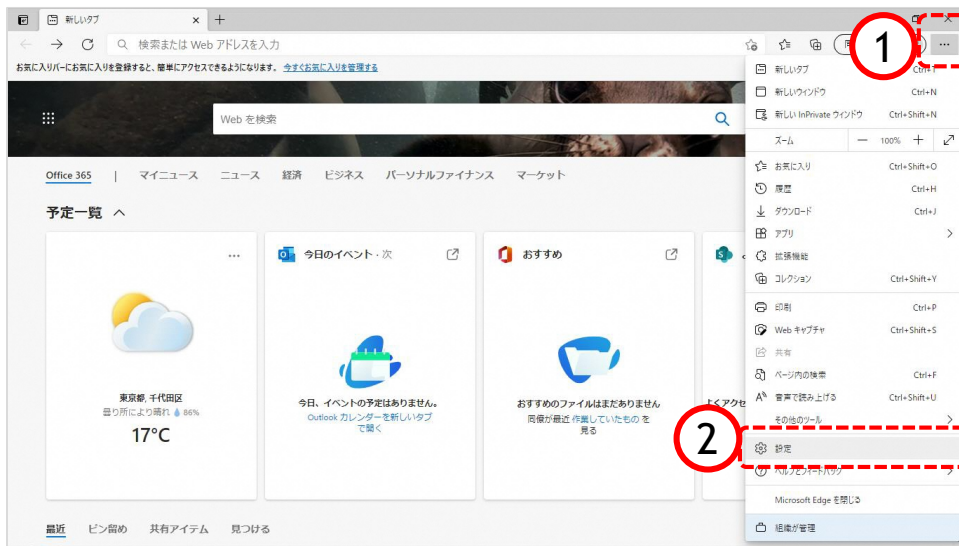 新しいタブ
検索または Web アドレスを入力
1
お気に入りバーにお気に入りを登録すると、簡単にアクセスできるようになります。 今すぐお気に入りを管理する
Web を検索
Office 365 | マイニュース ニュース 経済 ビジネス パーソナルファイナンス マーケット
予定一覧
東京都, 千代田区
曇り所により晴れ 86%
17°C
今日のイベント · 次
今日、イベントの予定はありません。
Outlook カレンダーを新しいタブ
で開く
おすすめ
おすすめのファイルはまだありません
同僚が最近 作業していたもの を
見る
よくアクセ
最近 ピン留め 共有アイテム 見つける
新しいタブ Ctrl+T
新しいウィンドウ Ctrl+N
新しい InPrivate ウィンドウ Ctrl+Shift+N
ズーム — 100% +
お気に入り Ctrl+Shift+O
履歴 Ctrl+H
ダウンロード Ctrl+J
アプリ
拡張機能
コレクション Ctrl+Shift+Y
印刷 Ctrl+P
Web キャプチャ Ctrl+Shift+S
共有
ページ内の検索 Ctrl+F
音声で読み上げる Ctrl+Shift+U
その他のツール
2
設定
ヘルプとフィードバック
Microsoft Edge を閉じる
組織が管理